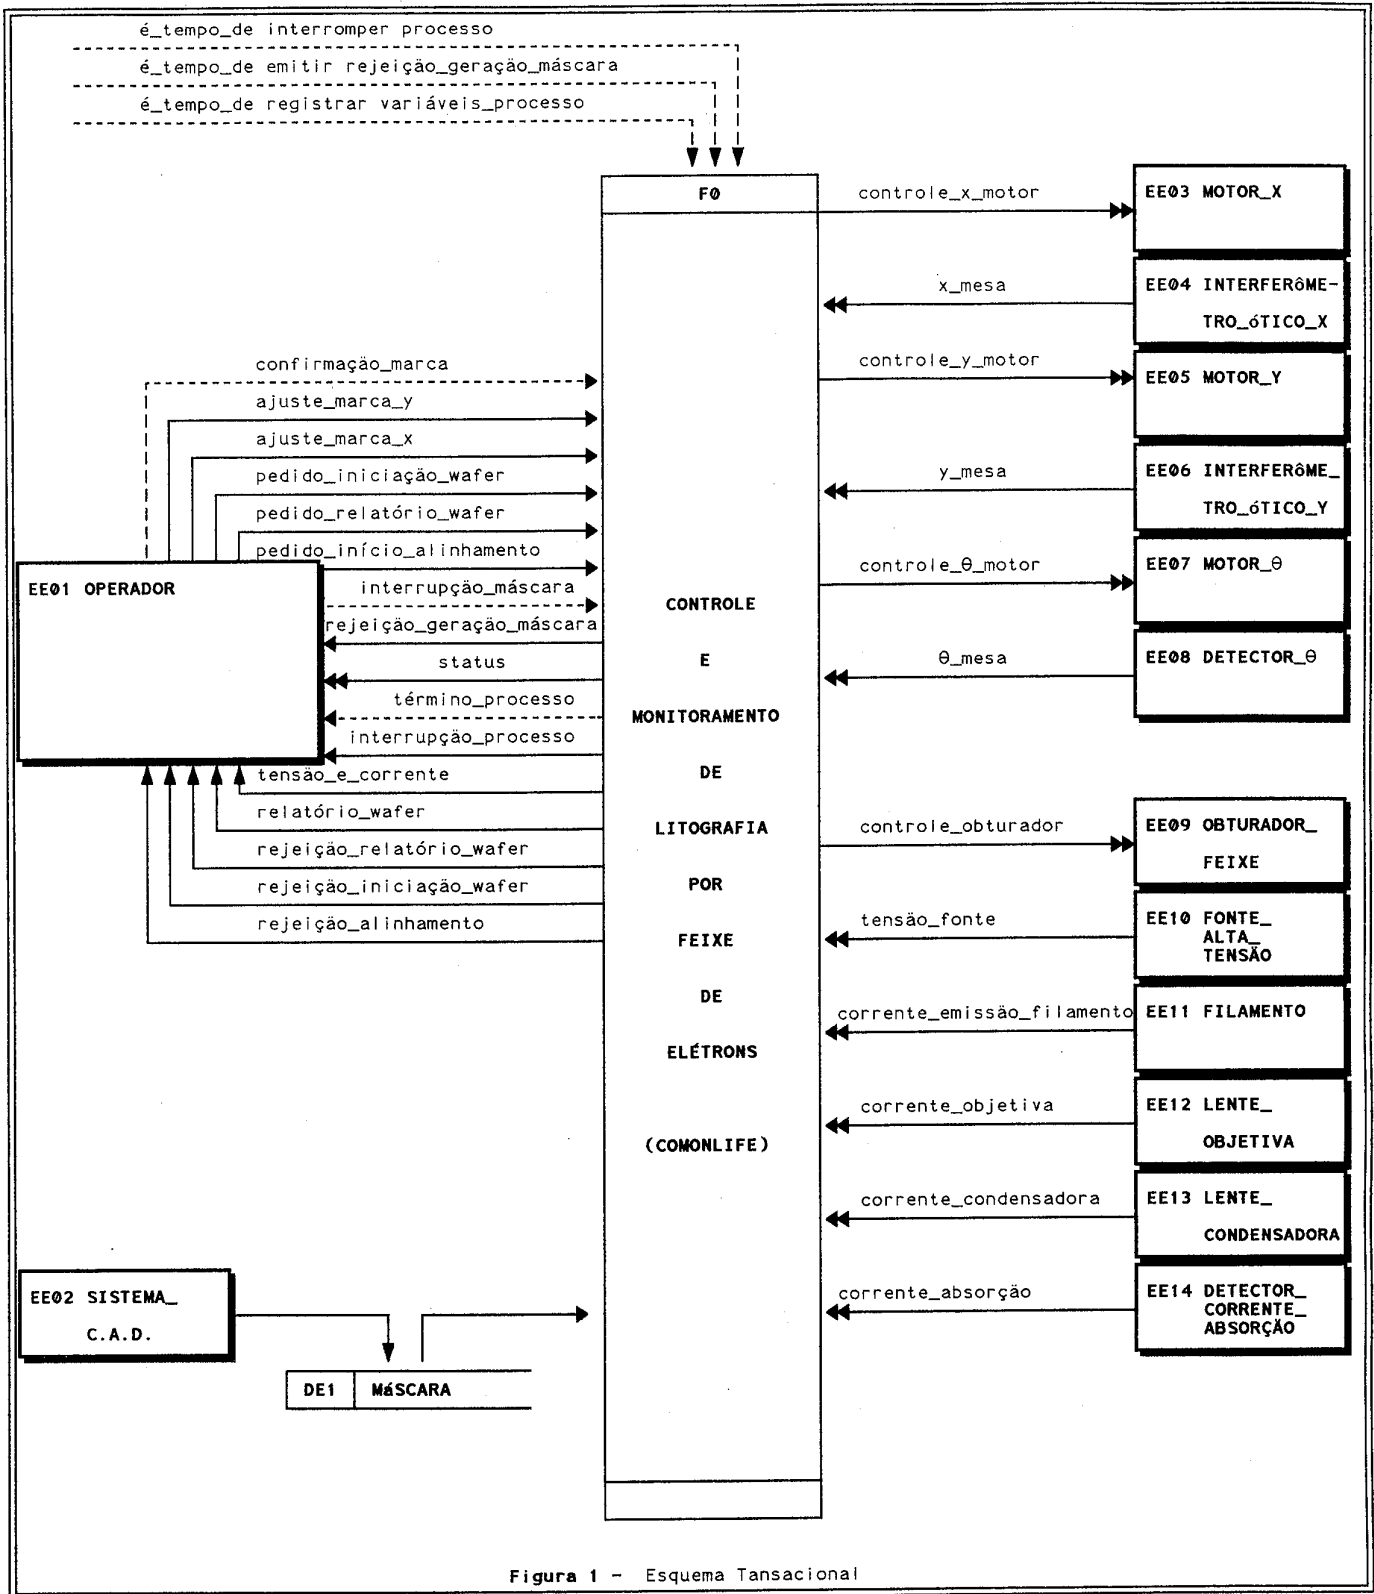 é_tempo_de interromper processo
é_tempo_de emitir rejeição_geração_máscara
é_tempo_de registrar variáveis_processo
F0
CONTROLE
E
MONITORAMENTO
DE
LITOGRAFIA
POR
FEIXE
DE
ELÉTRONS
(COMONLIFE)
confirmação_marca
ajuste_marca_y
ajuste_marca_x
pedido_iniciação_wafer
pedido_relatório_wafer
pedido_início_alinhamento
EE01 OPERADOR
interrupção_máscara
rejeição_geração_máscara
status
término_processo
interrupção_processo
tensão_e_corrente
relatório_wafer
rejeição_relatório_wafer
rejeição_iniciação_wafer
rejeição_alinhamento
EE02 SISTEMA_
C.A.D.
DE1 MáSCARA
controle_x_motor
EE03 MOTOR_X
x_mesa
EE04 INTERFERôME-
TRO_óTICO_X
controle_y_motor
EE05 MOTOR_Y
y_mesa
EE06 INTERFERôME_
TRO_óTICO_Y
controle_θ_motor
EE07 MOTOR_θ
θ_mesa
EE08 DETECTOR_θ
controle_obturador
EE09 OBTURADOR_
FEIXE
tensão_fonte
EE10 FONTE_
ALTA_
TENSÃO
corrente_emissão_filamento
EE11 FILAMENTO
corrente_objetiva
EE12 LENTE_
OBJETIVA
corrente_condensadora
EE13 LENTE_
CONDENSADORA
corrente_absorção
EE14 DETECTOR_
CORRENTE_
ABSORÇÃO
Figura 1 - Esquema Tansacional